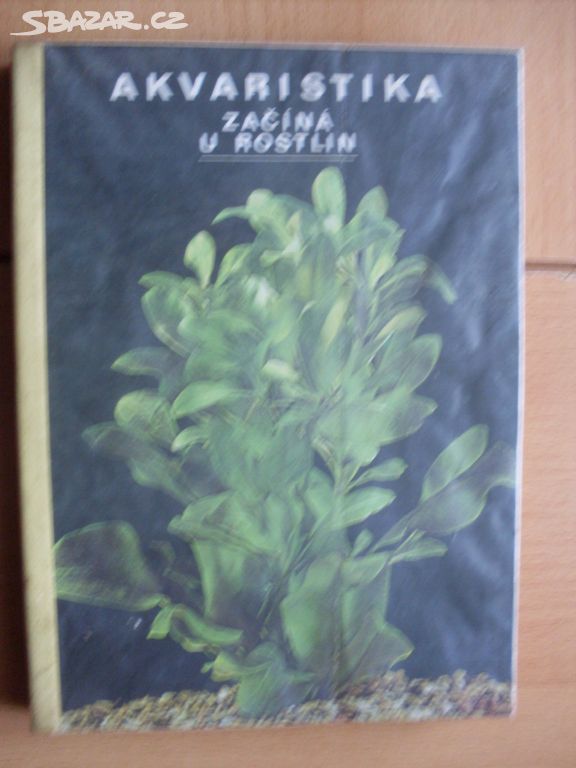 SBAZAR.CZ
AKVARISTIKA
ZAČÍNÁ
U ROSTLIN